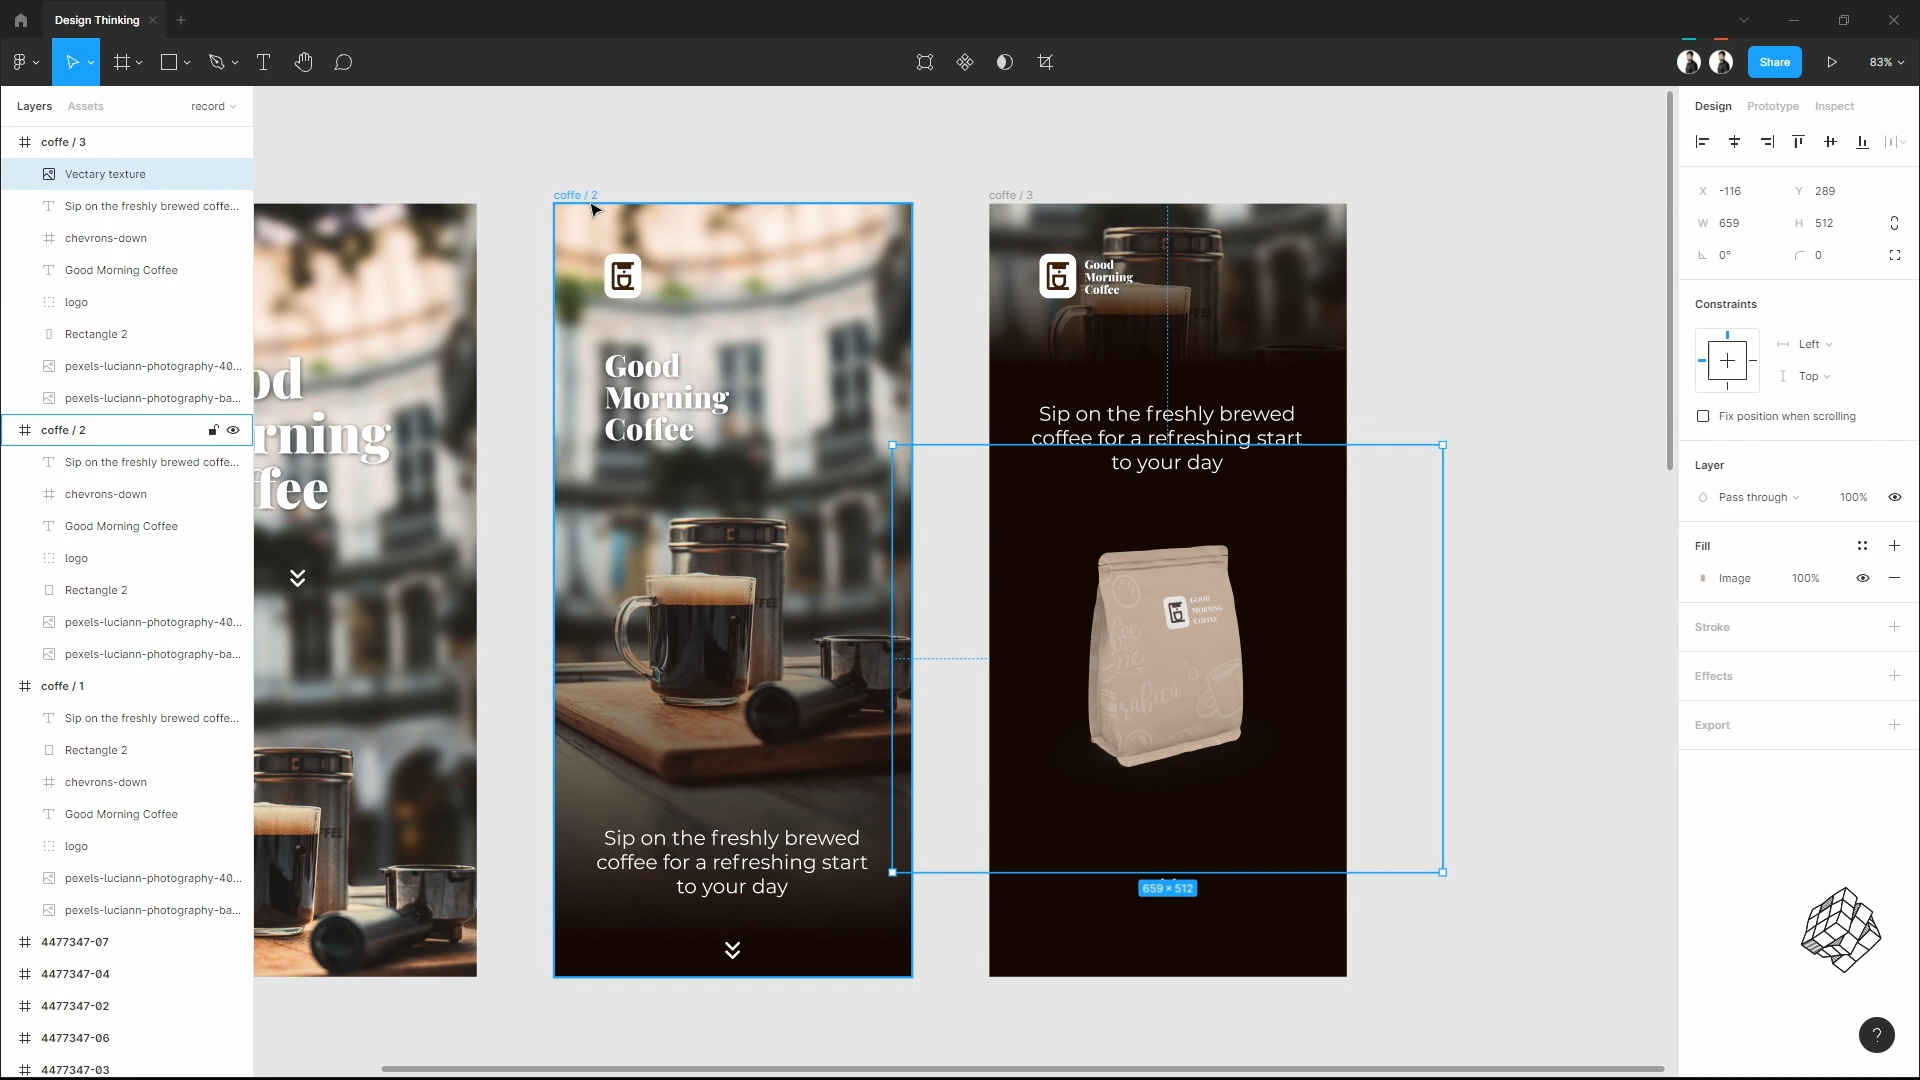 Design Thinking
Share
83%
Layers
Assets
record
Design
Prototype
Inspect
coffe / 3
Vectary texture
Sip on the freshly brewed coffe...
chevrons-down
Good Morning Coffee
logo
Rectangle 2
pexels-luciann-photography-40...
pexels-luciann-photography-ba...
coffe / 2
Sip on the freshly brewed coffe...
chevrons-down
Good Morning Coffee
logo
Rectangle 2
pexels-luciann-photography-40...
pexels-luciann-photography-ba...
coffe / 1
Sip on the freshly brewed coffe...
Rectangle 2
chevrons-down
Good Morning Coffee
logo
pexels-luciann-photography-40...
pexels-luciann-photography-ba...
4477347-07
4477347-04
4477347-02
4477347-06
4477347-03
od
rning
ffee
FFEE
coffe / 2
Good
Morning
Coffee
FEE
Sip on the freshly brewed
coffee for a refreshing start
to your day
coffe / 3
Good
Morning
Coffee
Sip on the freshly brewed
coffee for a refreshing start
to your day
GOOD
MORNING
COFFEE
659 × 512
X -116
Y 289
W 659
H 512
0°
0
Constraints
Left
Top
Fix position when scrolling
Layer
Pass through
100%
Fill
Image
100%
Stroke
Effects
Export
?